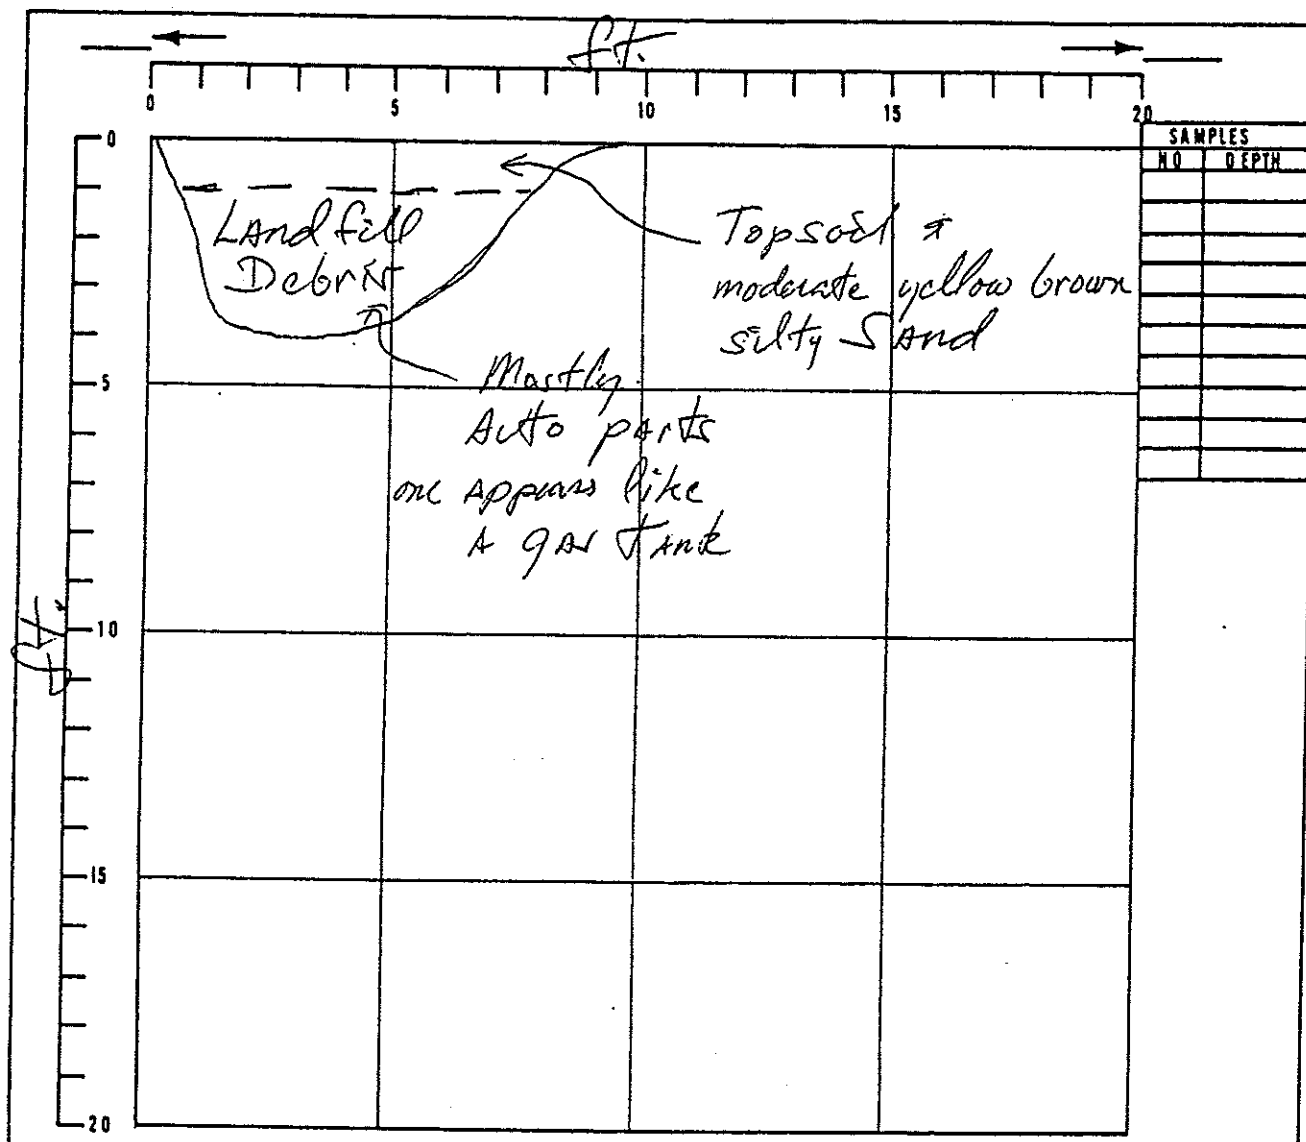 ft.
0 5 10 15 20
0
SAMPLES
NO DEPTH
Landfill
Debris
Topsoil &
moderate yellow brown
silty Sand
5
Mostly
Auto parts
one appears like
A gas Tank
ft.
10
15
20